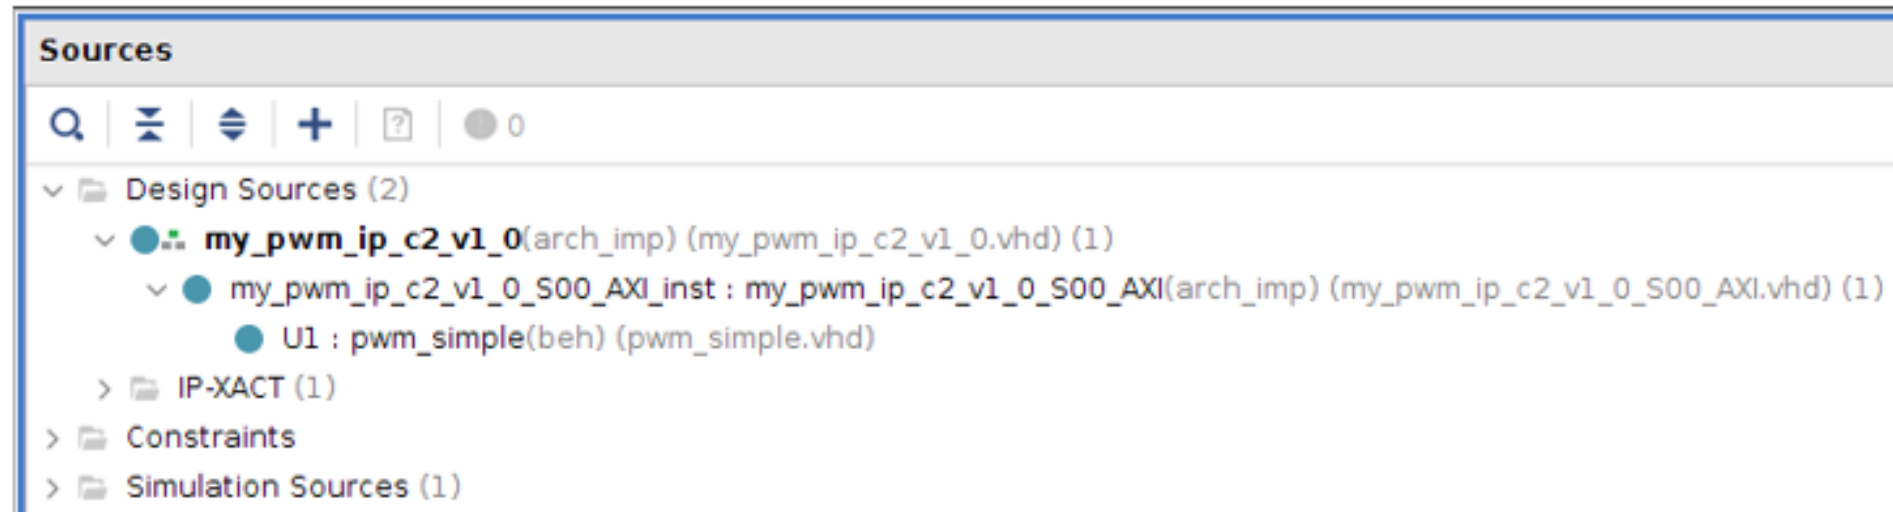 Sources
0
Design Sources (2)
my_pwm_ip_c2_v1_0(arch_imp) (my_pwm_ip_c2_v1_0.vhd) (1)
my_pwm_ip_c2_v1_0_S00_AXI_inst : my_pwm_ip_c2_v1_0_S00_AXI(arch_imp) (my_pwm_ip_c2_v1_0_S00_AXI.vhd) (1)
U1 : pwm_simple(beh) (pwm_simple.vhd)
IP-XACT (1)
Constraints
Simulation Sources (1)